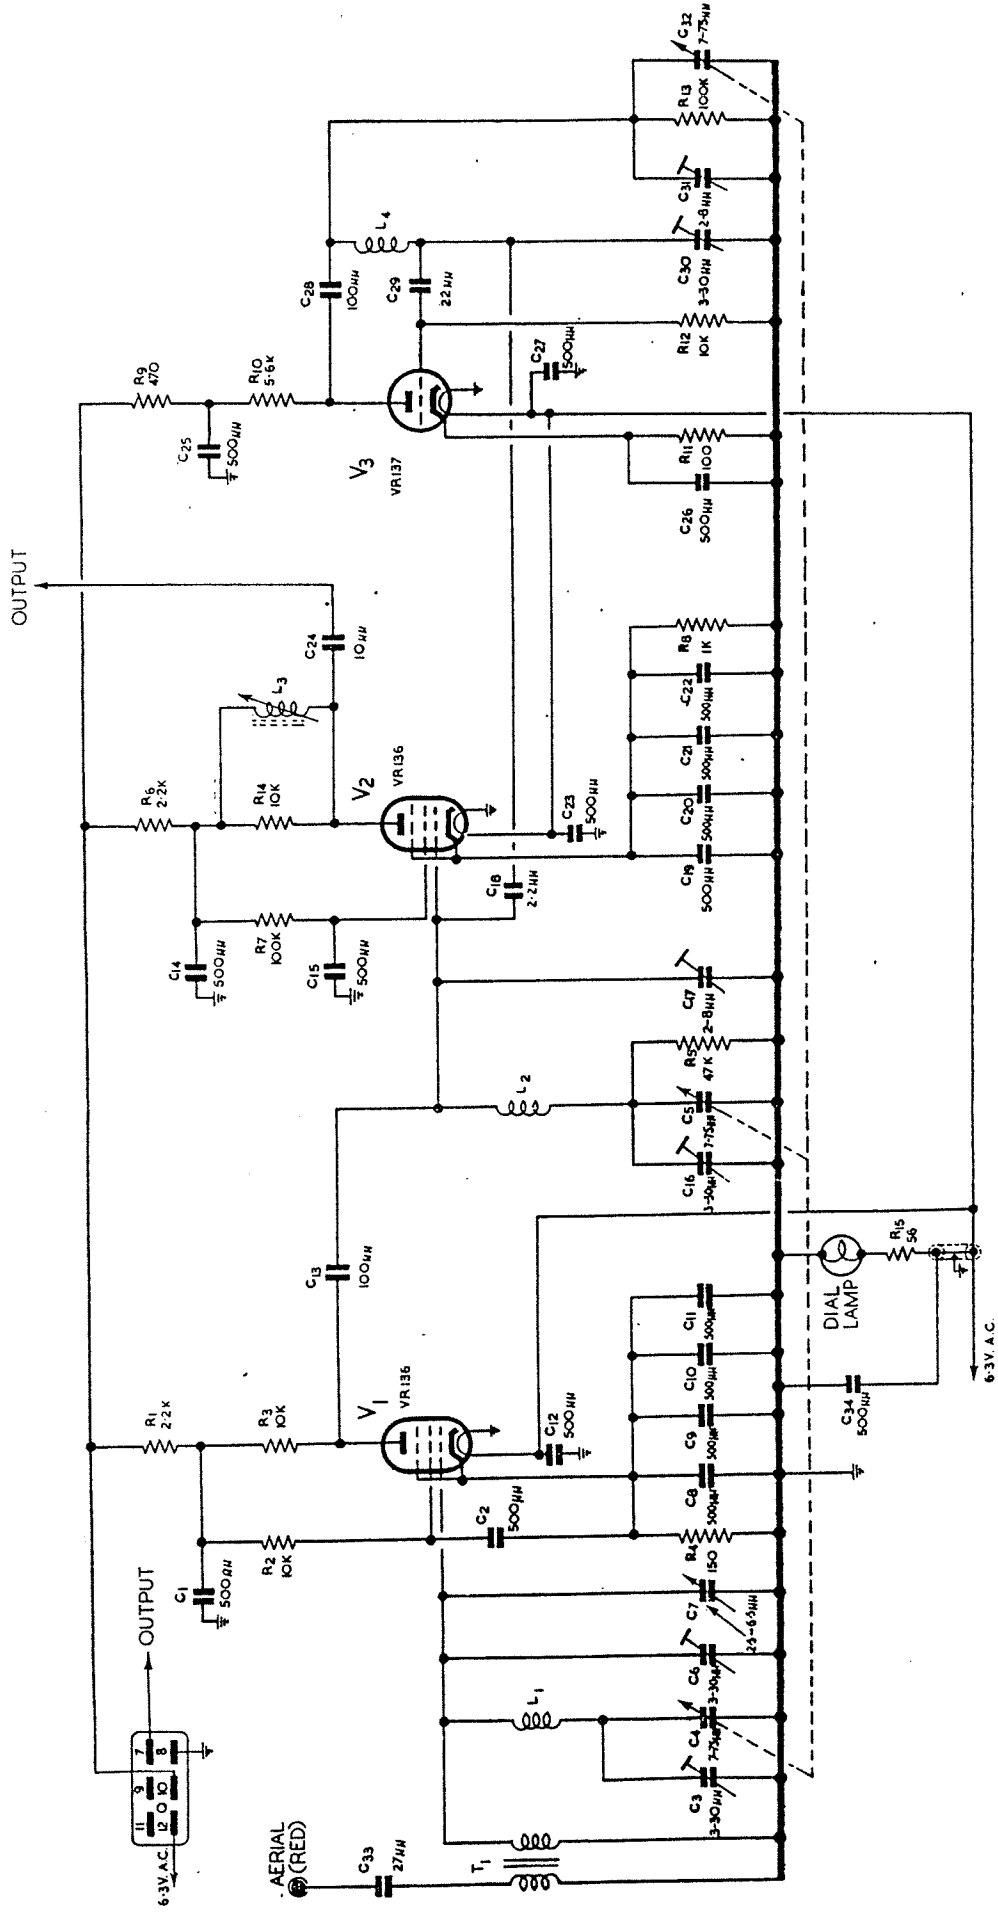 OUTPUT
11 9 7
12 10 8
6·3V. A.C.
OUTPUT
AERIAL
(RED)
C33
27µµ
T1
C1
500µµ
R1
2·2K
R2
10K
R3
10K
V1
VR136
C2
500µµ
C12
500µµ
C13
100µµ
L1
C3
3-30µµ
C4
7-75µµ
C6
3-30µµ
C7
2·5-6·5µµ
R4
150
C8
500µµ
C9
500µµ
C10
500µµ
C11
500µµ
C34
500µµ
DIAL
LAMP
R15
56
6·3V. A.C.
L2
C16
3-30µµ
C5
7-75µµ
R5
47K
C17
2-8µµ
C14
500µµ
R6
2·2K
R7
100K
R14
10K
C15
500µµ
V2
VR136
L3
C24
10µµ
C18
2·2µµ
C23
500µµ
C19
500µµ
C20
500µµ
C21
500µµ
C22
500µµ
R8
1K
R9
470
C25
500µµ
R10
5·6K
V3
VR137
C28
100µµ
C29
22µµ
L4
C27
500µµ
C26
500µµ
R11
100
R12
10K
C30
3-30µµ
C31
2-8µµ
R13
100K
C32
7-75µµ